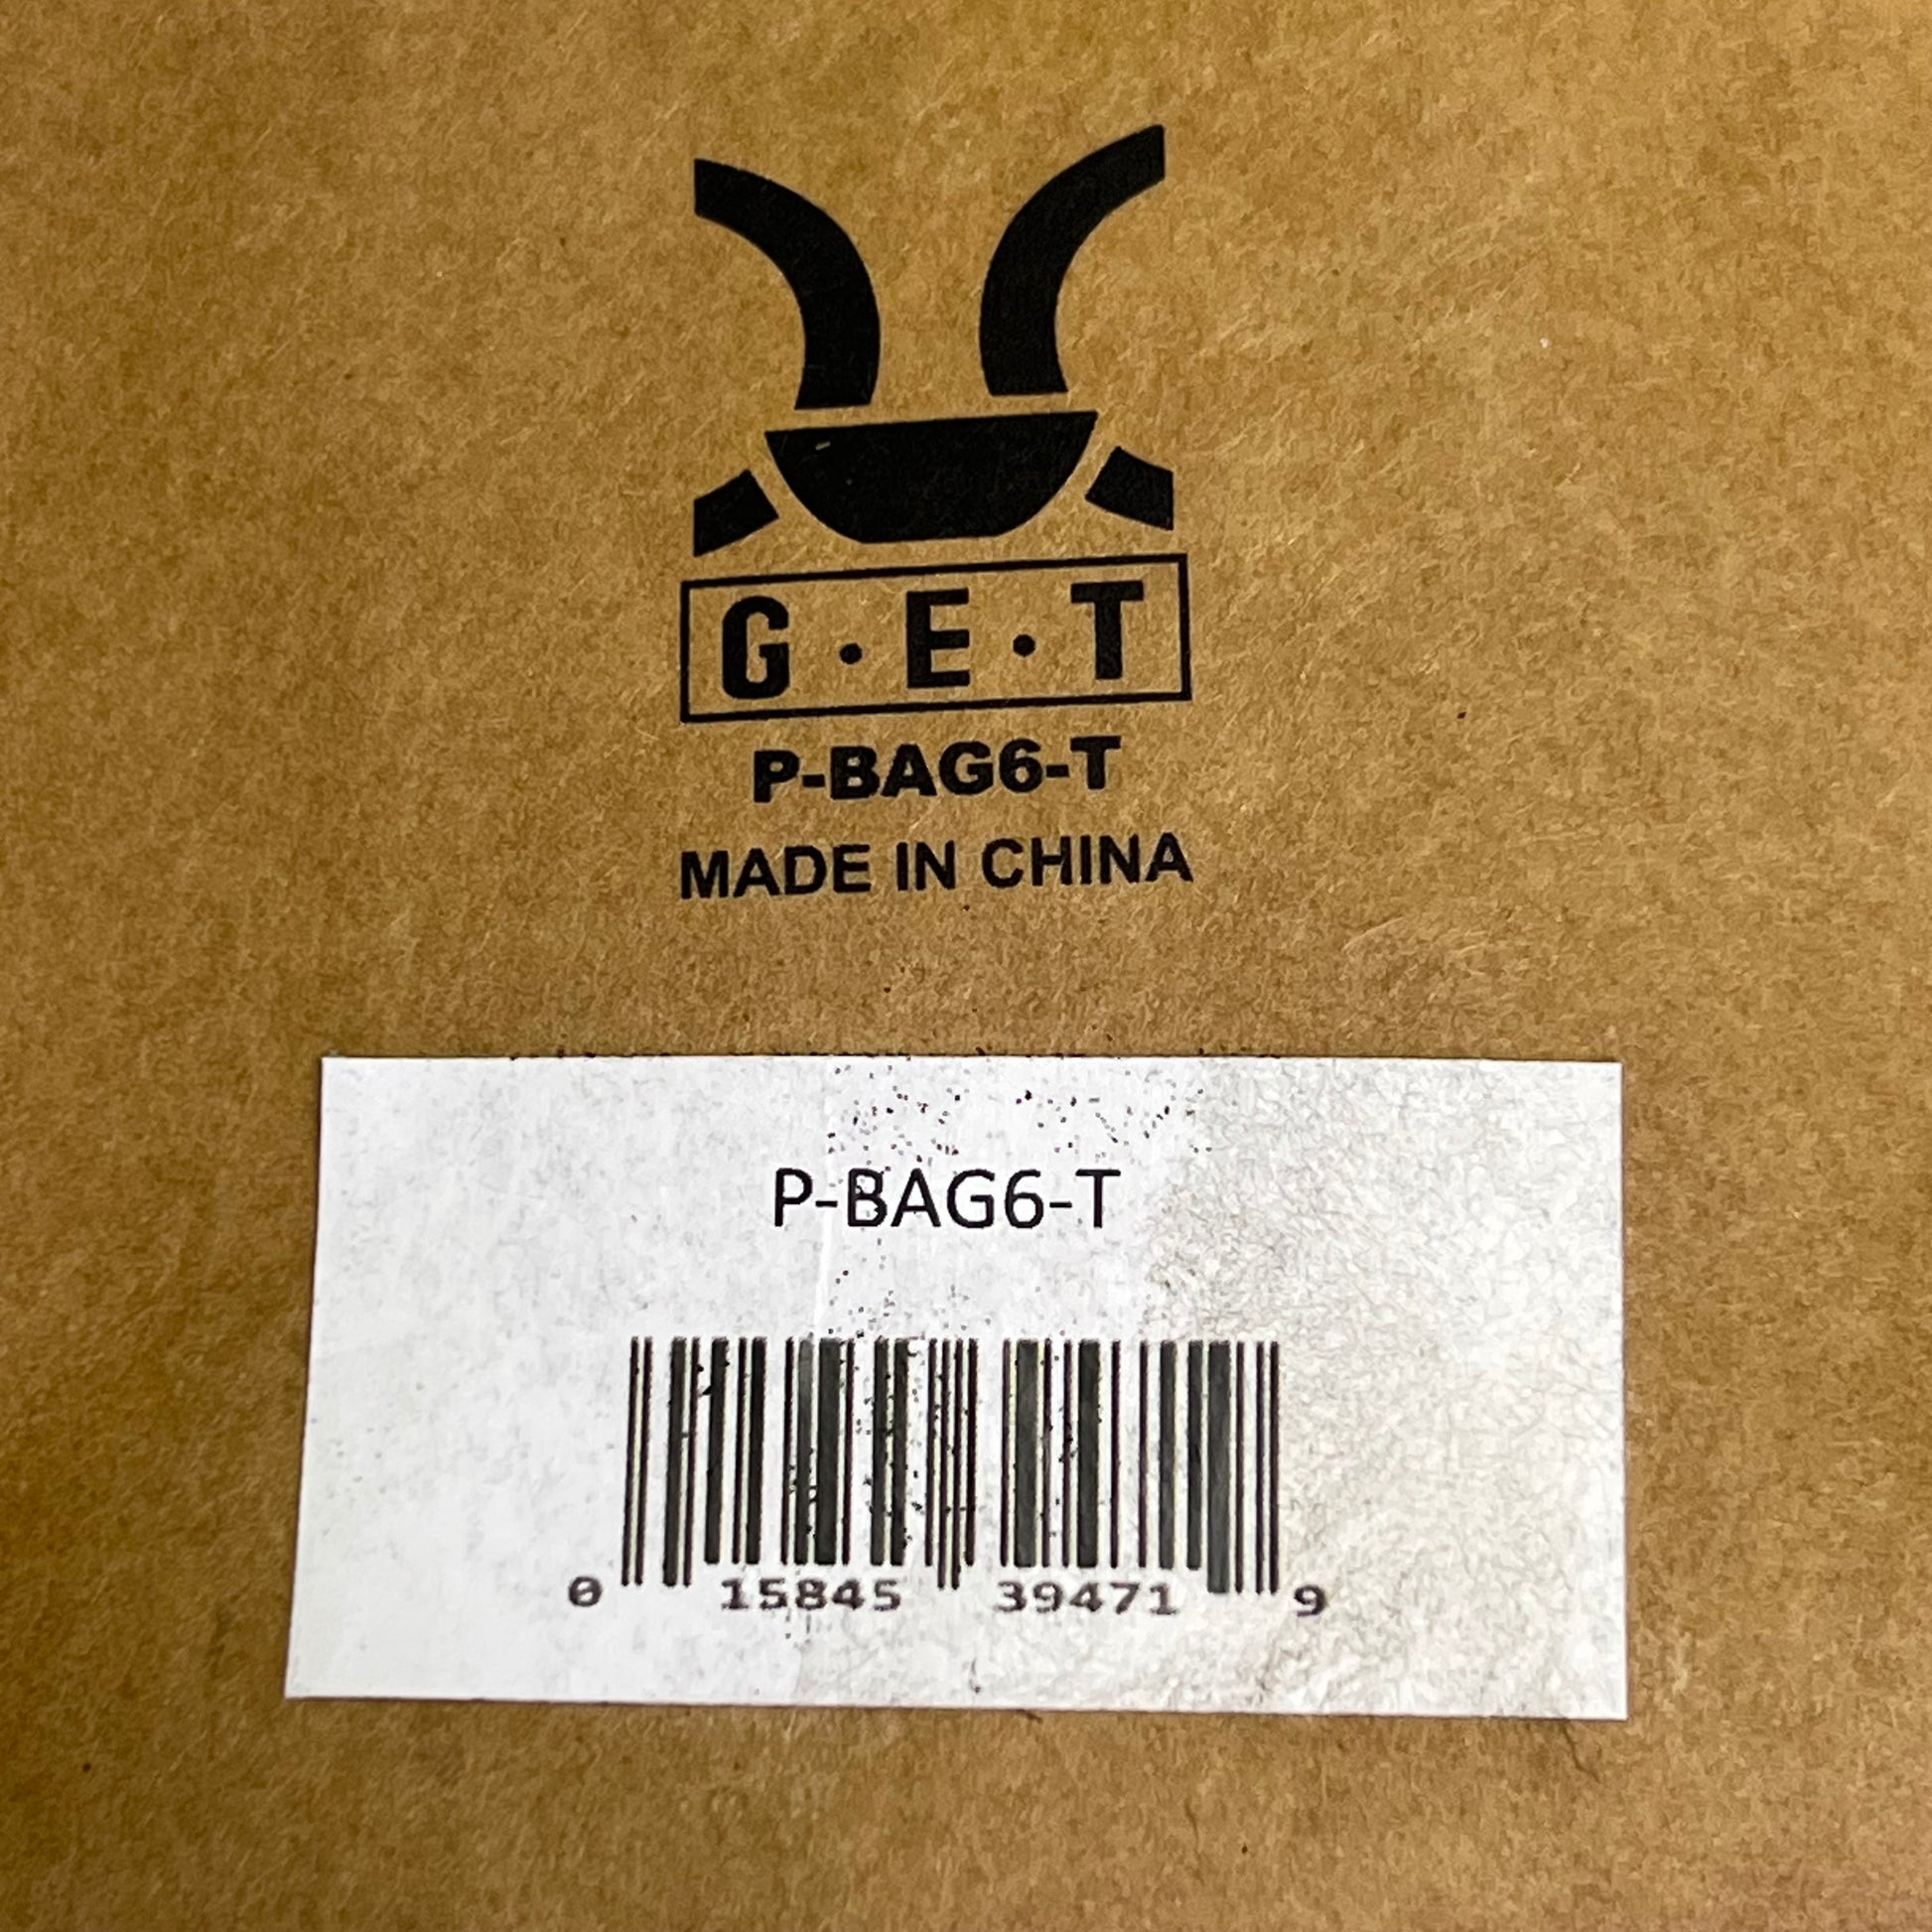 G·E·T
P-BAG6-T
MADE IN CHINA
P-BAG6-T
0 15845 39471 9